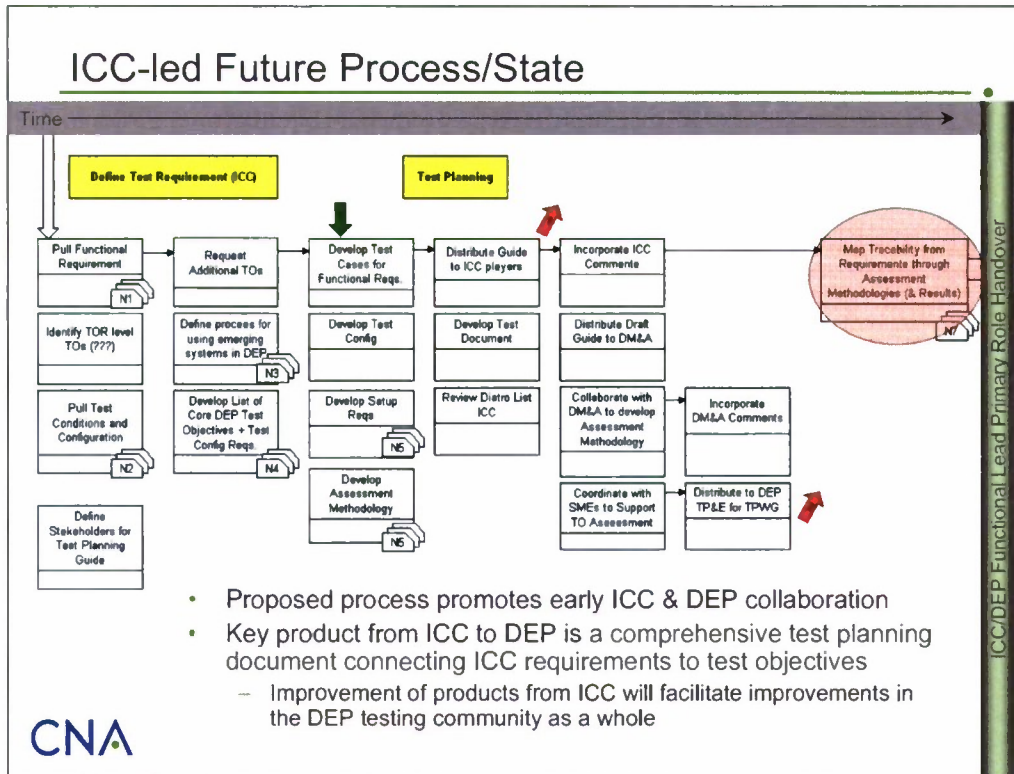 ICC-led Future Process/State
Time
Define Test Requirement (ICC)
Test Planning
Pull Functional
Requirement
N1
Request
Additional TOs
Develop Test
Cases for
Functional Reqs.
Distribute Guide
to ICC players
Incorporate ICC
Comments
Map Traceability from
Requirements through
Assessment
Methodologies (& Results)
N7
Identify TOR level
TOs (???)
Define process for
using emerging
systems in DEP
N3
Develop Test
Config
Develop Test
Document
Distribute Draft
Guide to DM&A
Pull Test
Conditions and
Configuration
N2
Develop List of
Core DEP Test
Objectives + Test
Config Reqs.
N4
Develop Setup
Reqs
N5
Review Distro List
ICC
Collaborate with
DM&A to develop
Assessment
Methodology
Incorporate
DM&A Comments
Define
Stakeholders for
Test Planning
Guide
Develop
Assessment
Methodology
N6
Coordinate with
SMEs to Support
TO Assessment
Distribute to DEP
TP&E for TPWG
ICC/DEP Functional Lead Primary Role Handover
• Proposed process promotes early ICC & DEP collaboration
• Key product from ICC to DEP is a comprehensive test planning
document connecting ICC requirements to test objectives
– Improvement of products from ICC will facilitate improvements in
the DEP testing community as a whole
CNA